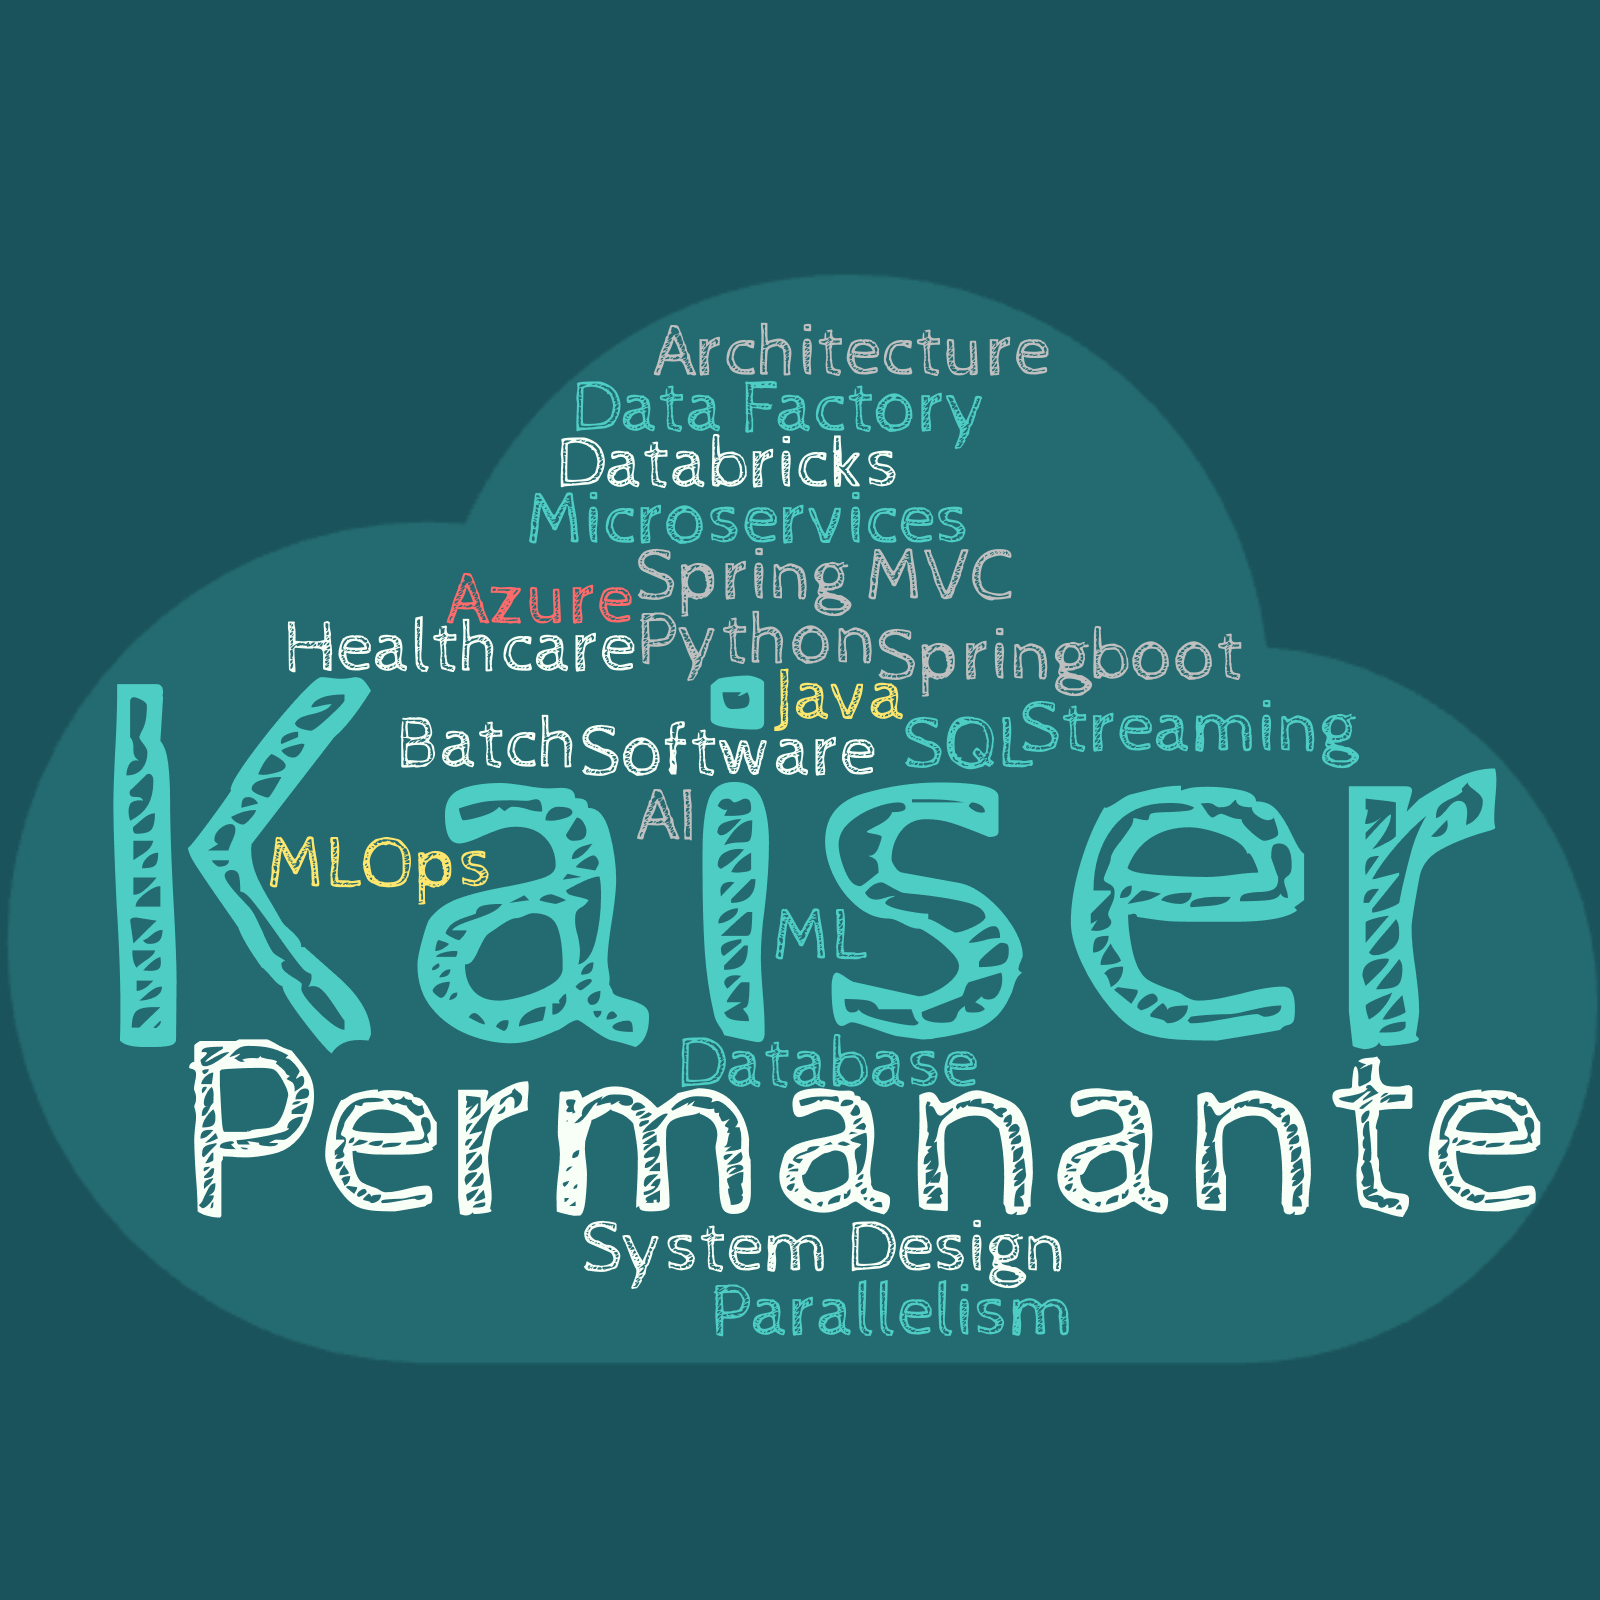 Architecture
Data Factory
Databricks
Microservices
Spring MVC
Azure
Healthcare
Python
Springboot
Java
Batch
Software
SQL
Streaming
Kaiser
AI
MLOps
ML
Database
Permanante
System Design
Parallelism